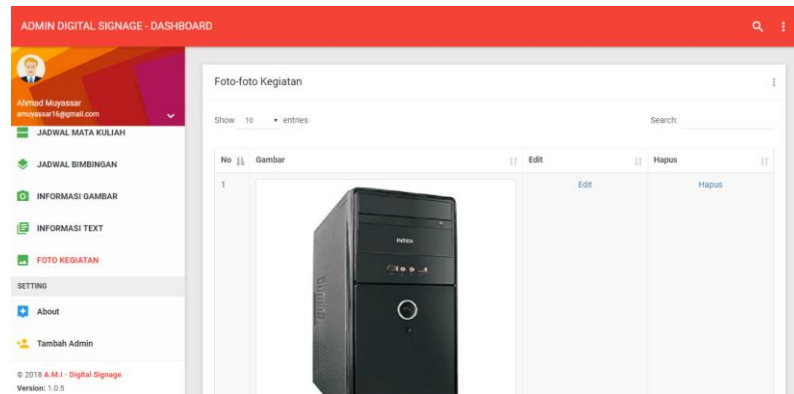 ADMIN DIGITAL SIGNAGE - DASHBOARD
Ahmad Muyassar
amuyassar16@gmail.com
JADWAL MATA KULIAH
JADWAL BIMBINGAN
INFORMASI GAMBAR
INFORMASI TEXT
FOTO KEGIATAN
SETTING
About
Tambah Admin
© 2018 A.M.I - Digital Signage.
Version: 1.0.5
Foto-foto Kegiatan
Show 10 entries
Search:
No Gambar Edit Hapus
1 Edit Hapus
INTEX